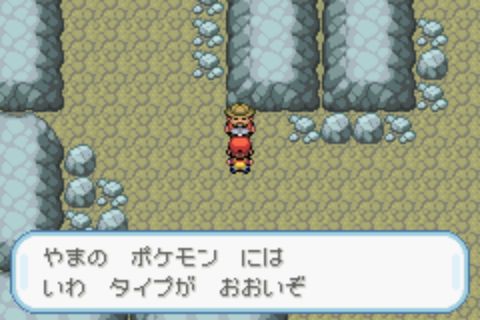 やまの　ポケモン　には
いわ　タイプが　おおいぞ